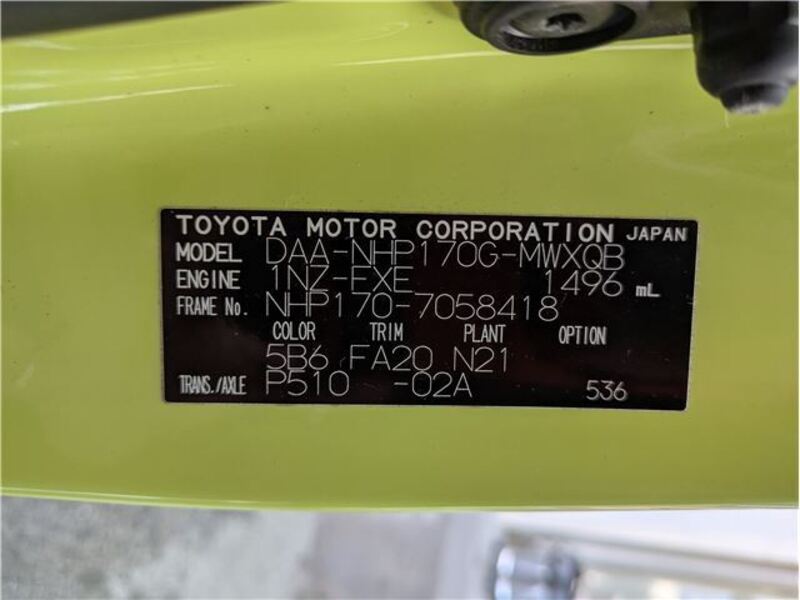 TOYOTA MOTOR CORPORATION JAPAN
MODEL DAA-NHP170G-MWXQB
ENGINE 1NZ-FXE 1496 mL
FRAME No. NHP170-7058418
COLOR TRIM PLANT OPTION
5B6 FA20 N21
TRANS./AXLE P510 -02A 536